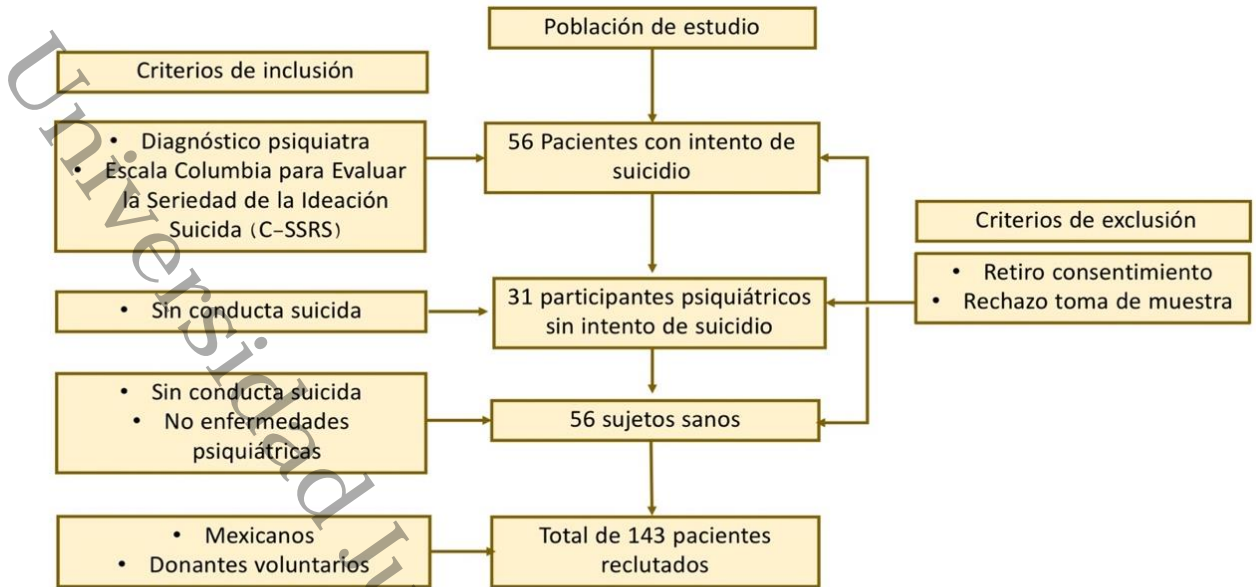 Población de estudio
Criterios de inclusión
• Diagnóstico psiquiatra
• Escala Columbia para Evaluar
la Seriedad de la Ideación
Suicida (C-SSRS)
56 Pacientes con intento de
suicidio
Criterios de exclusión
• Retiro consentimiento
• Rechazo toma de muestra
• Sin conducta suicida
31 participantes psiquiátricos
sin intento de suicidio
• Sin conducta suicida
• No enfermedades
psiquiátricas
56 sujetos sanos
• Mexicanos
• Donantes voluntarios
Total de 143 pacientes
reclutados
Universidad Ju